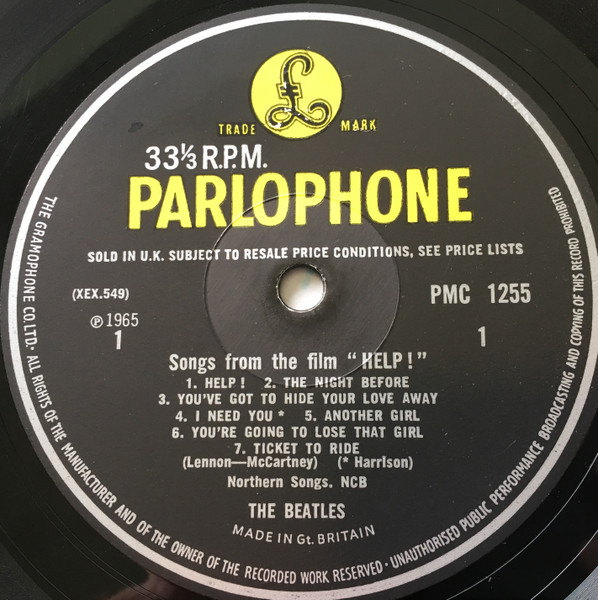 £
TRADE MARK
33⅓ R.P.M.
PARLOPHONE
SOLD IN U.K. SUBJECT TO RESALE PRICE CONDITIONS, SEE PRICE LISTS
(XEX.549)
PMC 1255
℗ 1965
1
1
Songs from the film "HELP!"
1. HELP! 2. THE NIGHT BEFORE
3. YOU'VE GOT TO HIDE YOUR LOVE AWAY
4. I NEED YOU * 5. ANOTHER GIRL
6. YOU'RE GOING TO LOSE THAT GIRL
7. TICKET TO RIDE
(Lennon—McCartney) (* Harrison)
Northern Songs. NCB
THE BEATLES
MADE IN Gt. BRITAIN
THE GRAMOPHONE CO. LTD. · ALL RIGHTS OF THE MANUFACTURER AND OF THE OWNER OF THE RECORDED WORK RESERVED · UNAUTHORISED PUBLIC PERFORMANCE BROADCASTING AND COPYING OF THIS RECORD PROHIBITED